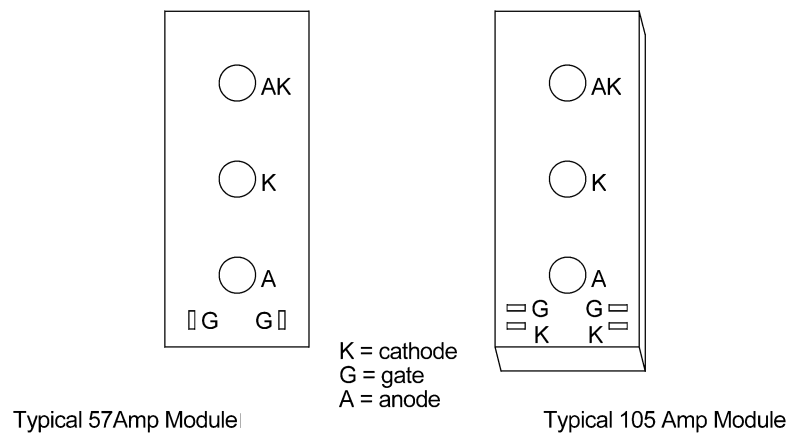 AK
K
A
G G
AK
K
A
G G
K K
K = cathode
G = gate
A = anode
Typical 57Amp Module
Typical 105 Amp Module